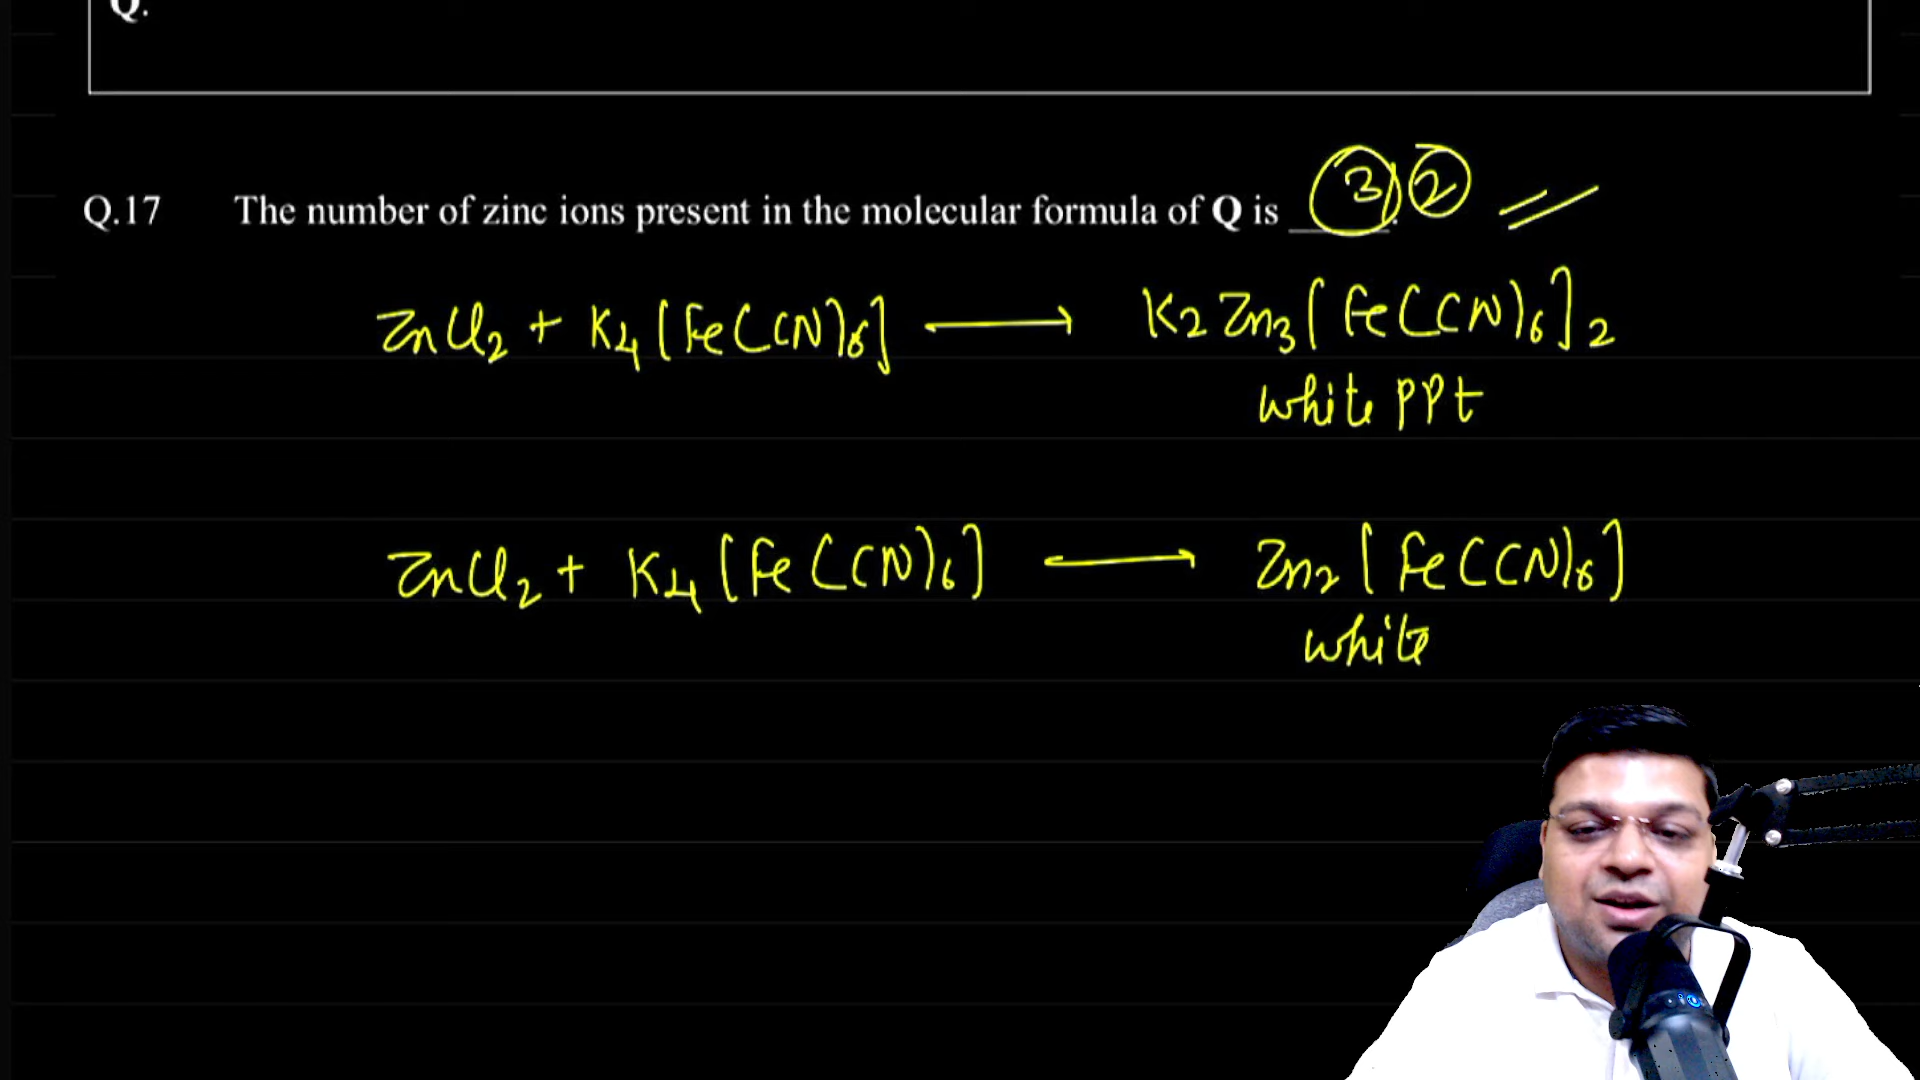 Q.
Q.17 The number of zinc ions present in the molecular formula of Q is ______. 3 2
ZnCl2 + K4[Fe(CN)6] ⟶ K2Zn3[Fe(CN)6]2
white ppt
ZnCl2 + K4[Fe(CN)6] ⟶ Zn2[Fe(CN)6]
white